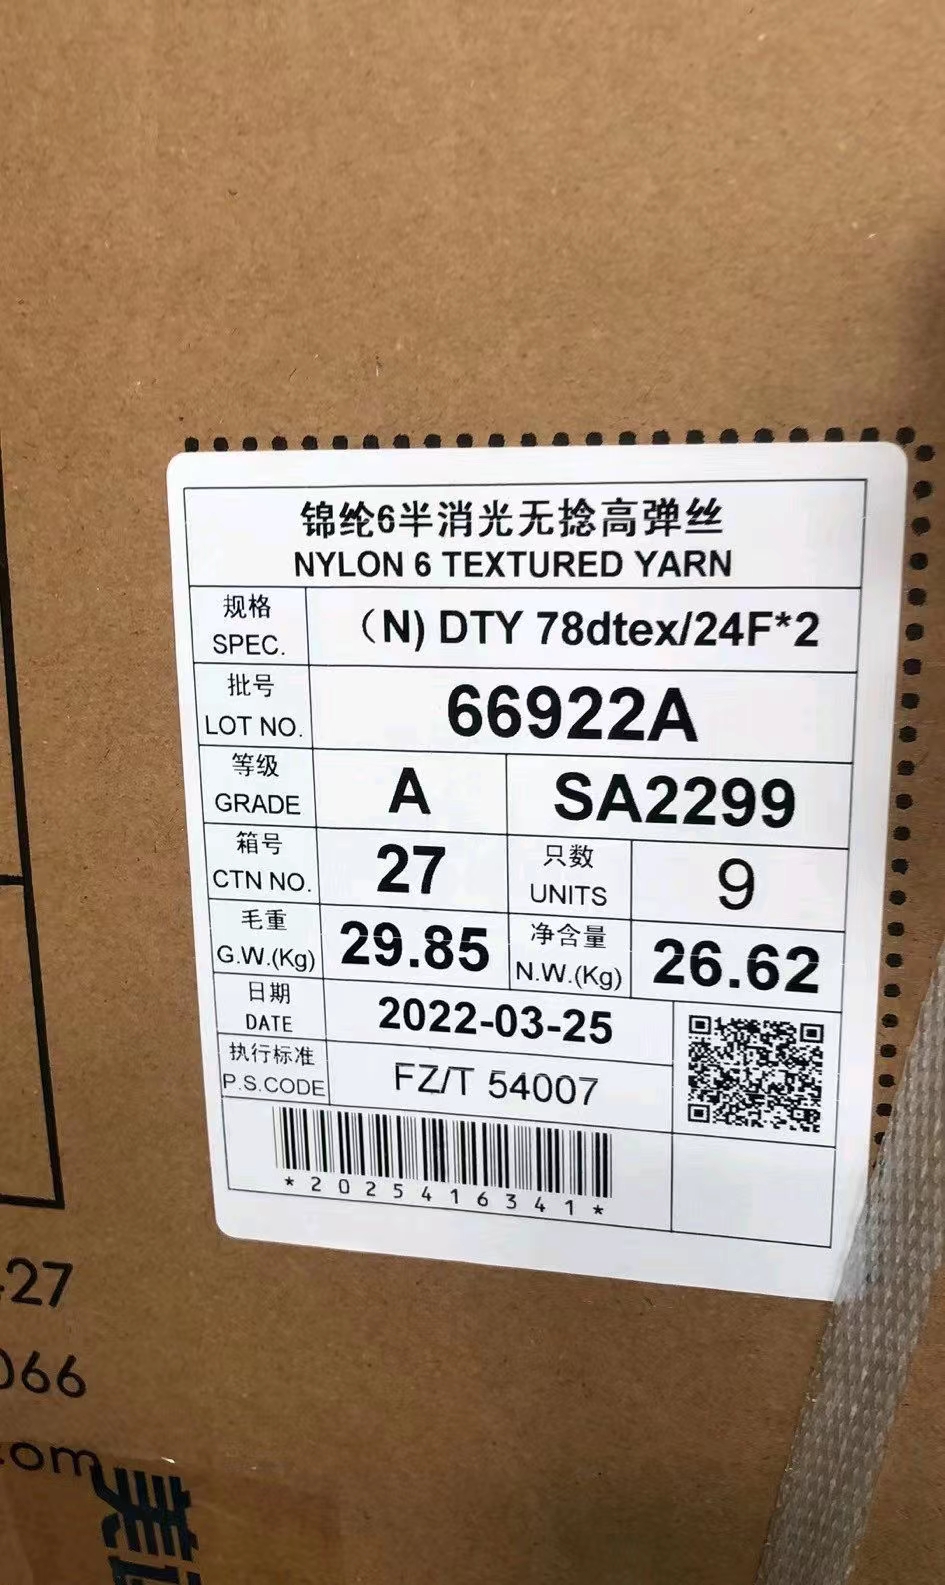 锦纶6半消光无捻高弹丝
NYLON 6 TEXTURED YARN
规格
SPEC.
(N) DTY 78dtex/24F*2
批号
LOT NO.
66922A
等级
GRADE
A
SA2299
箱号
CTN NO.
27
只数
UNITS
9
毛重
G.W.(Kg)
29.85
净含量
N.W.(Kg)
26.62
日期
DATE
2022-03-25
执行标准
P.S.CODE
FZ/T 54007
*2025416341*
27
066
.com
美